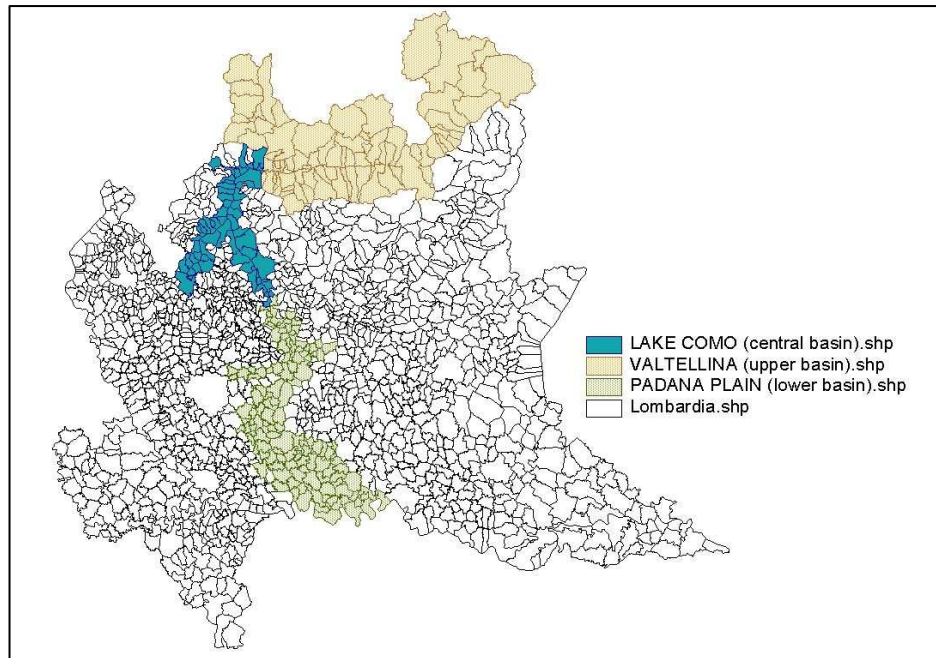 LAKE COMO (central basin).shp
VALTELLINA (upper basin).shp
PADANA PLAIN (lower basin).shp
Lombardia.shp